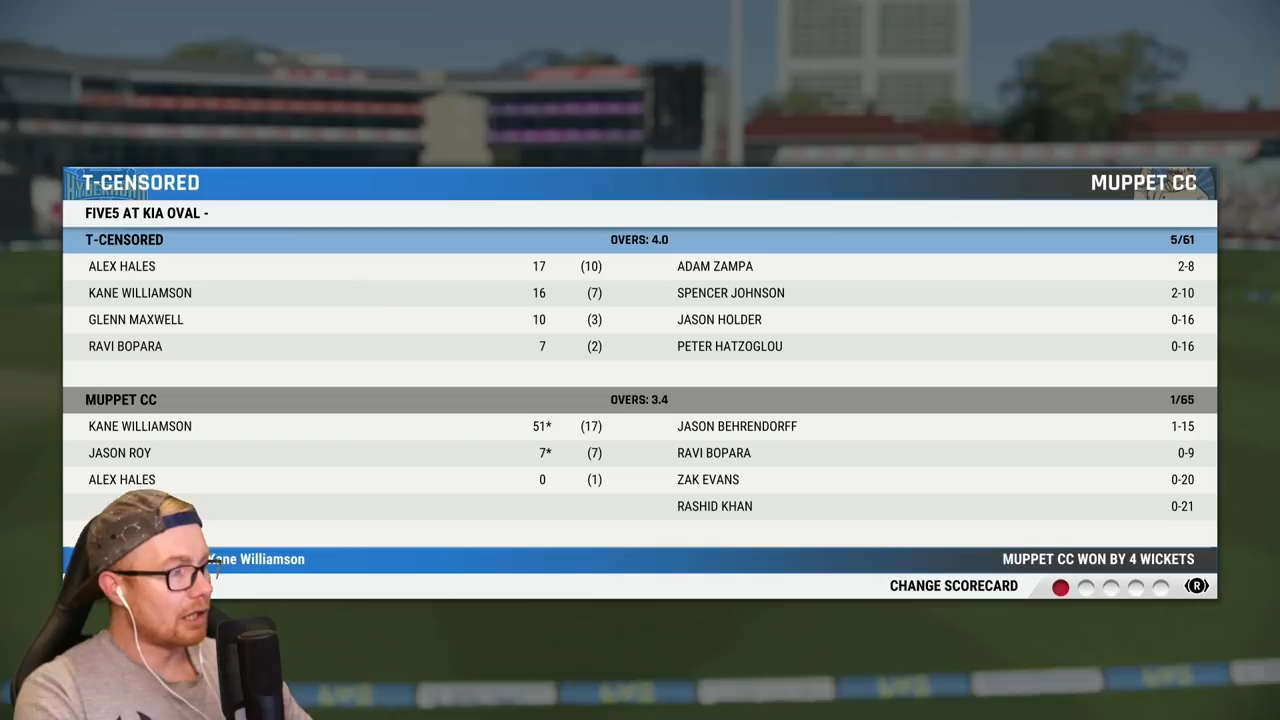 T-CENSORED MUPPET CC
FIVE5 AT KIA OVAL -
T-CENSORED OVERS: 4.0 5/61
ALEX HALES 17 (10) ADAM ZAMPA 2-8
KANE WILLIAMSON 16 (7) SPENCER JOHNSON 2-10
GLENN MAXWELL 10 (3) JASON HOLDER 0-16
RAVI BOPARA 7 (2) PETER HATZOGLOU 0-16
MUPPET CC OVERS: 3.4 1/65
KANE WILLIAMSON 51* (17) JASON BEHRENDORFF 1-15
JASON ROY 7* (7) RAVI BOPARA 0-9
ALEX HALES 0 (1) ZAK EVANS 0-20
RASHID KHAN 0-21
Kane Williamson MUPPET CC WON BY 4 WICKETS
CHANGE SCORECARD R